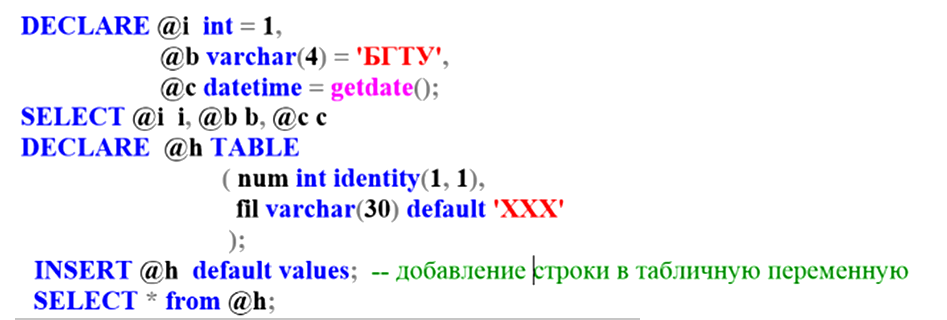 DECLARE @i int = 1,
@b varchar(4) = 'БГТУ',
@c datetime = getdate();
SELECT @i i, @b b, @c c
DECLARE @h TABLE
( num int identity(1, 1),
fil varchar(30) default 'XXX'
);
INSERT @h default values; -- добавление строки в табличную переменную
SELECT * from @h;